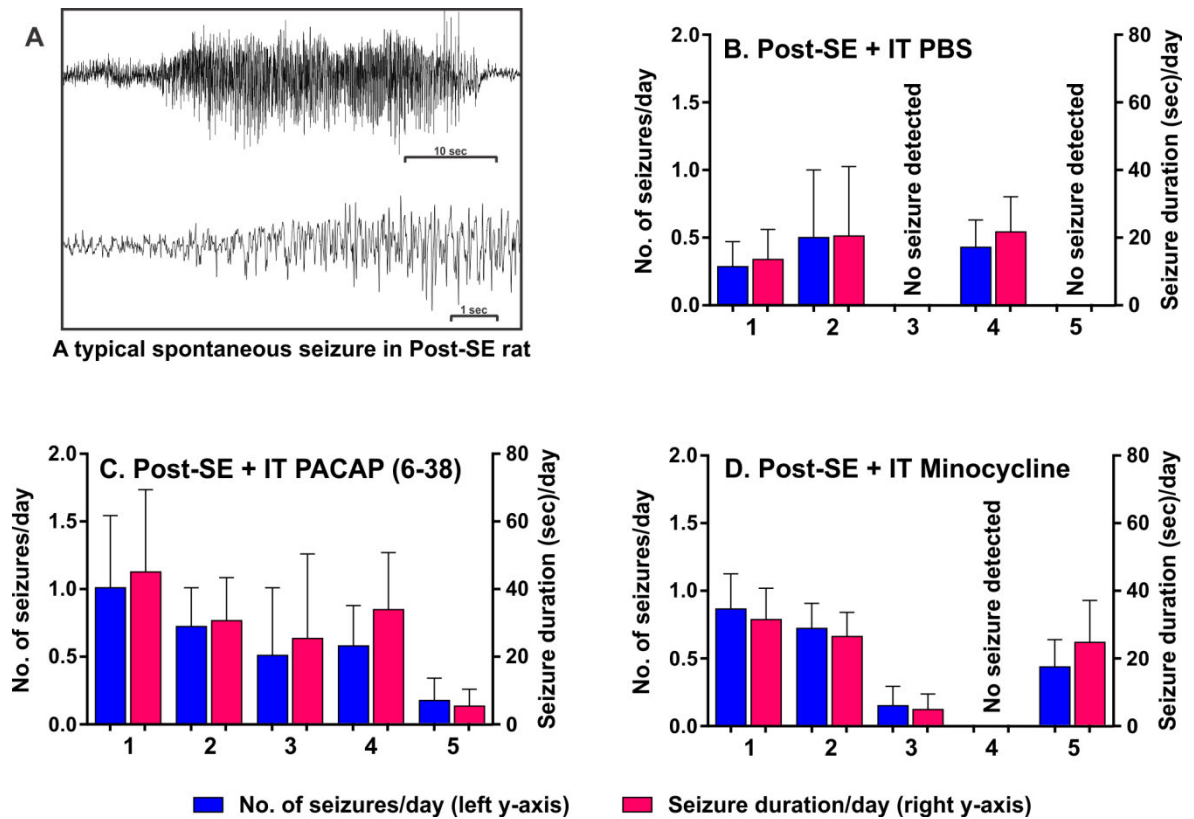 A
10 sec
1 sec
A typical spontaneous seizure in Post-SE rat
B. Post-SE + IT PBS
No. of seizures/day
2.0
1.5
1.0
0.5
0.0
No seizure detected
No seizure detected
80
60
40
20
0
Seizure duration (sec)/day
1 2 3 4 5
C. Post-SE + IT PACAP (6-38)
No. of seizures/day
2.0
1.5
1.0
0.5
0.0
80
60
40
20
0
Seizure duration (sec)/day
1 2 3 4 5
D. Post-SE + IT Minocycline
No. of seizures/day
2.0
1.5
1.0
0.5
0.0
No seizure detected
80
60
40
20
0
Seizure duration (sec)/day
1 2 3 4 5
No. of seizures/day (left y-axis)
Seizure duration/day (right y-axis)